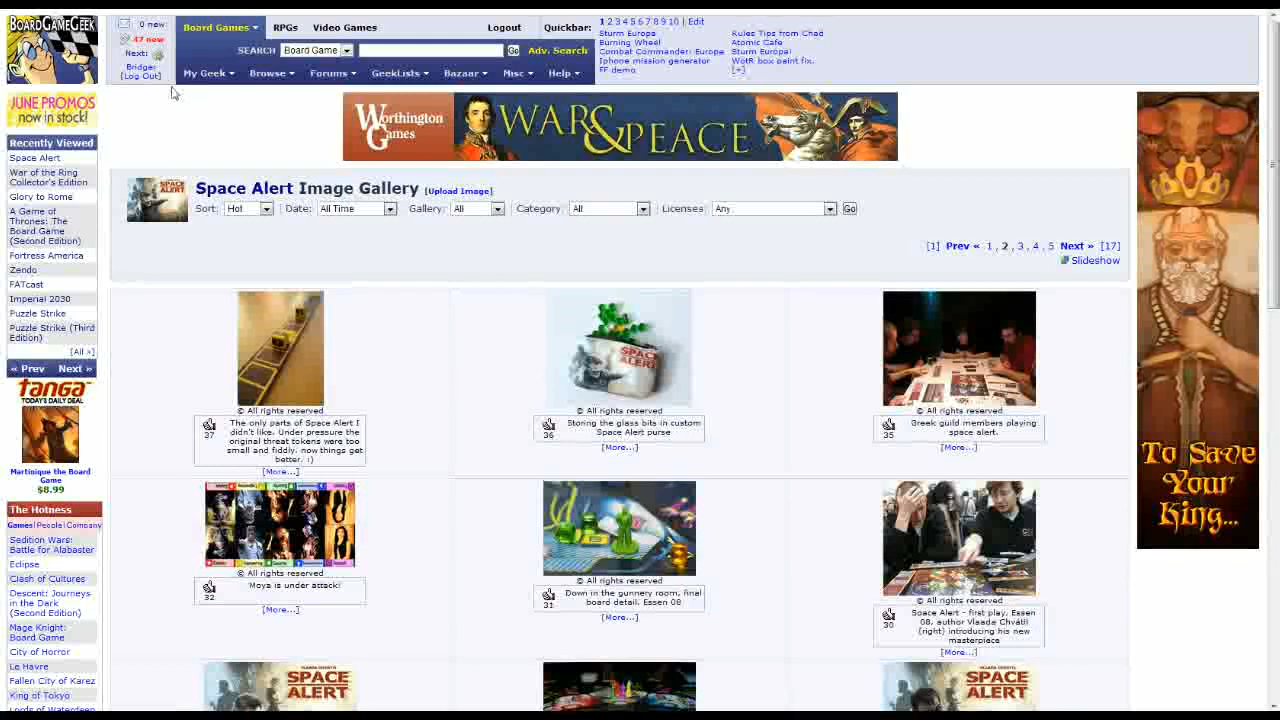 BOARDGAMEGEEK
0 new:
47 new
Next:
Bridger
[Log Out]
Board Games
RPGs
Video Games
Logout
Quickbar:
1 2 3 4 5 6 7 8 9 10 | Edit
Sturm Europa
Burning Wheel
Combat Commander: Europa
Iphone mission generator
FF demo
Rules Tips from Chad
Atomic Cafe
Sturm Europa!
WotR box paint fix.
[+]
SEARCH
Board Game
Go
Adv. Search
My Geek
Browse
Forums
GeekLists
Bazaar
Misc
Help
JUNE PROMOS
now in stock!
Worthington
Games
WAR & PEACE
Recently Viewed
Space Alert
War of the Ring
Collector's Edition
Glory to Rome
A Game of
Thrones: The
Board Game
(Second Edition)
Fortress America
Zendo
FATcast
Imperial 2030
Puzzle Strike
Puzzle Strike (Third
Edition)
[All »]
« Prev Next »
tanga
TODAY'S DAILY DEAL
Martinique the Board
Game
$8.99
The Hotness
Games | People | Company
Sedition Wars:
Battle for Alabaster
Eclipse
Clash of Cultures
Descent: Journeys
in the Dark
(Second Edition)
Mage Knight:
Board Game
City of Horror
Le Havre
Fallen City of Karez
King of Tokyo
Lords of Waterdeep
SPACE
ALERT
Space Alert Image Gallery [Upload Image]
Sort: Hot
Date: All Time
Gallery: All
Category: All
Licenses: Any
Go
[1] Prev « 1 , 2 , 3 , 4 , 5 Next » [17]
Slideshow
© All rights reserved
37
The only parts of Space Alert I
didn't like. Under pressure the
original threat tokens were too
small and fiddly. now things get
better. :)
[More...]
SPACE
ALERT
© All rights reserved
36
Storing the glass bits in custom
Space Alert purse
[More...]
© All rights reserved
35
Greek guild members playing
space alert.
[More...]
© All rights reserved
32
Moya is under attack!
[More...]
© All rights reserved
31
Down in the gunnery room, final
board detail. Essen 08
[More...]
© All rights reserved
30
Space Alert - first play, Essen
08, author Vlaada Chvátil
(right) introducing his new
masterpiece
[More...]
SPACE
ALERT
SPACE
ALERT
To Save
Your
King...